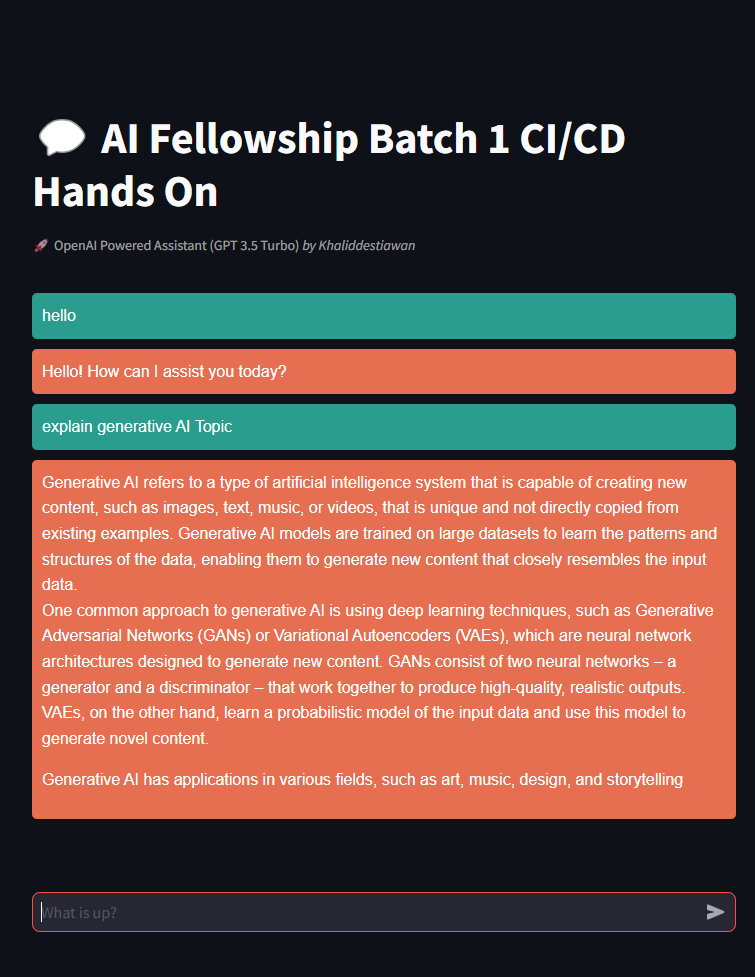 💬 AI Fellowship Batch 1 CI/CD
Hands On
🚀 OpenAI Powered Assistant (GPT 3.5 Turbo) by Khaliddestiawan
hello
Hello! How can I assist you today?
explain generative AI Topic
Generative AI refers to a type of artificial intelligence system that is capable of creating new
content, such as images, text, music, or videos, that is unique and not directly copied from
existing examples. Generative AI models are trained on large datasets to learn the patterns and
structures of the data, enabling them to generate new content that closely resembles the input
data.
One common approach to generative AI is using deep learning techniques, such as Generative
Adversarial Networks (GANs) or Variational Autoencoders (VAEs), which are neural network
architectures designed to generate new content. GANs consist of two neural networks – a
generator and a discriminator – that work together to produce high-quality, realistic outputs.
VAEs, on the other hand, learn a probabilistic model of the input data and use this model to
generate novel content.
Generative AI has applications in various fields, such as art, music, design, and storytelling
What is up?